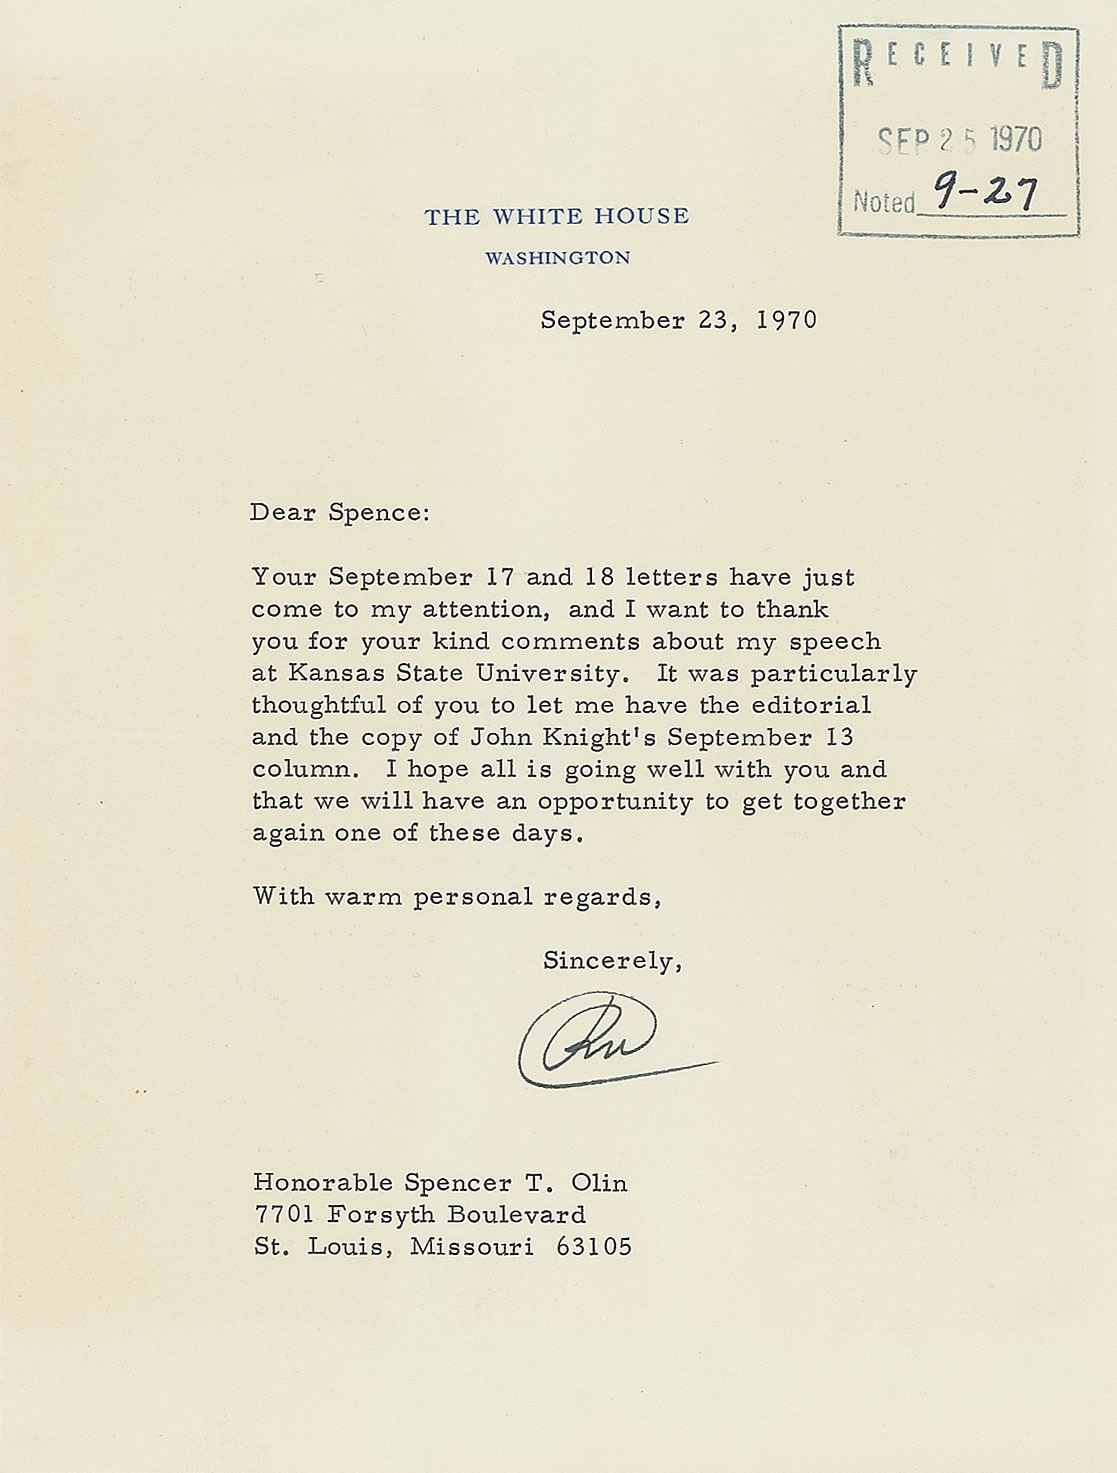 RECEIVED
SEP 25 1970
Noted 9-27
THE WHITE HOUSE
WASHINGTON
September 23, 1970
Dear Spence:
Your September 17 and 18 letters have just
come to my attention, and I want to thank
you for your kind comments about my speech
at Kansas State University. It was particularly
thoughtful of you to let me have the editorial
and the copy of John Knight's September 13
column. I hope all is going well with you and
that we will have an opportunity to get together
again one of these days.
With warm personal regards,
Sincerely,
RN
Honorable Spencer T. Olin
7701 Forsyth Boulevard
St. Louis, Missouri 63105